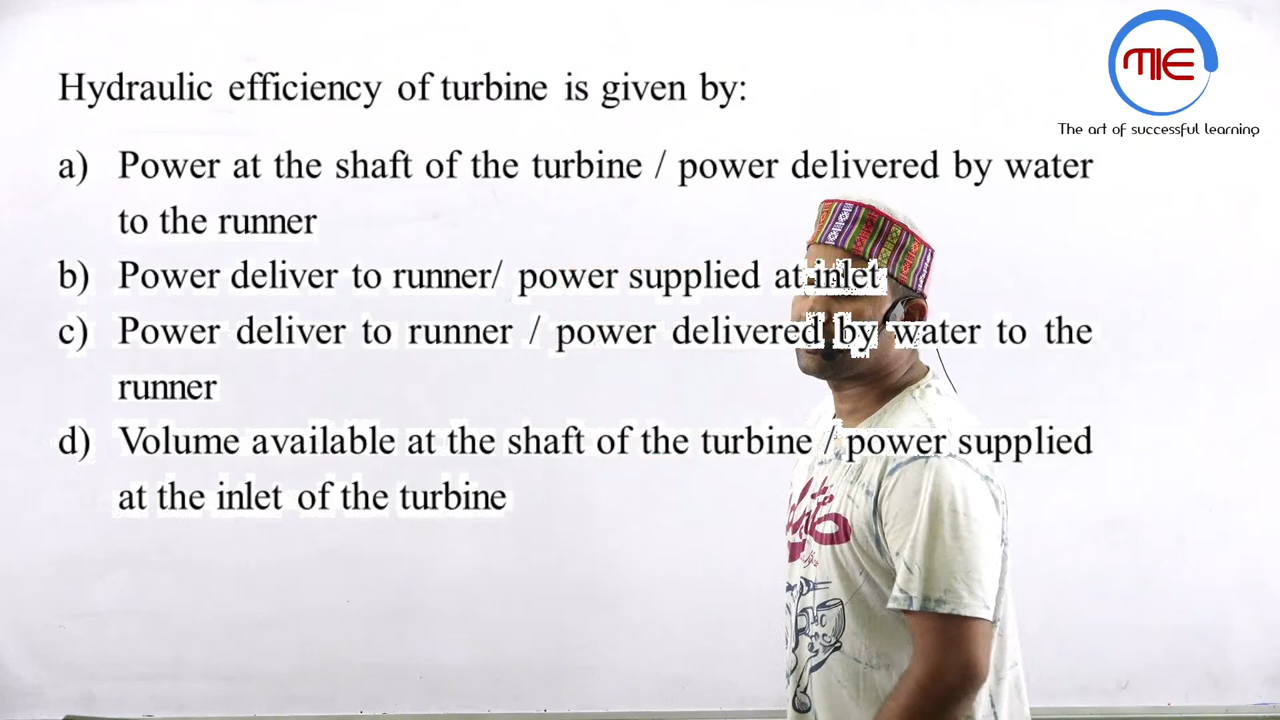 MIE
The art of successful learning
Hydraulic efficiency of turbine is given by:
a) Power at the shaft of the turbine / power delivered by water
to the runner
b) Power deliver to runner/ power supplied at inlet
c) Power deliver to runner / power delivered by water to the
runner
d) Volume available at the shaft of the turbine / power supplied
at the inlet of the turbine